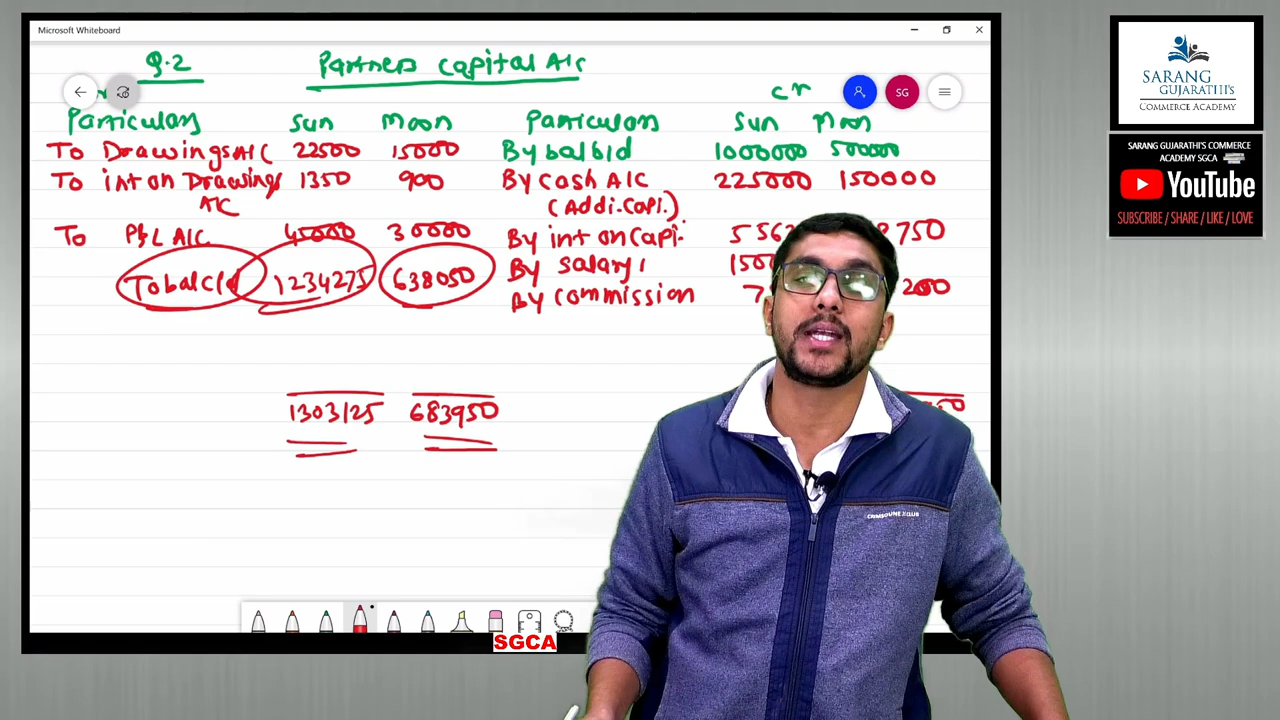 Microsoft Whiteboard
Q.2 Partners Capital A/c
Cr
Particulars Sun Moon Particulars Sun Moon
To Drawings A/C 22500 15000 By bal b/d 1000000 500000
To int on Drawings A/C 1350 900 By Cash A/C 225000 150000
(Addi. Capi.)
To P&L A/C 45000 30000 By int on Capi. 750
To bal c/d 1234275 638050 By salary
By Commission
1303125 683950
SG
SARANG
GUJARATHI'S
COMMERCE ACADEMY
SARANG GUJARATHI'S COMMERCE
ACADEMY SGCA
YouTube
SUBSCRIBE / SHARE / LIKE / LOVE
CRIMSOUNE CLUB
SGCA